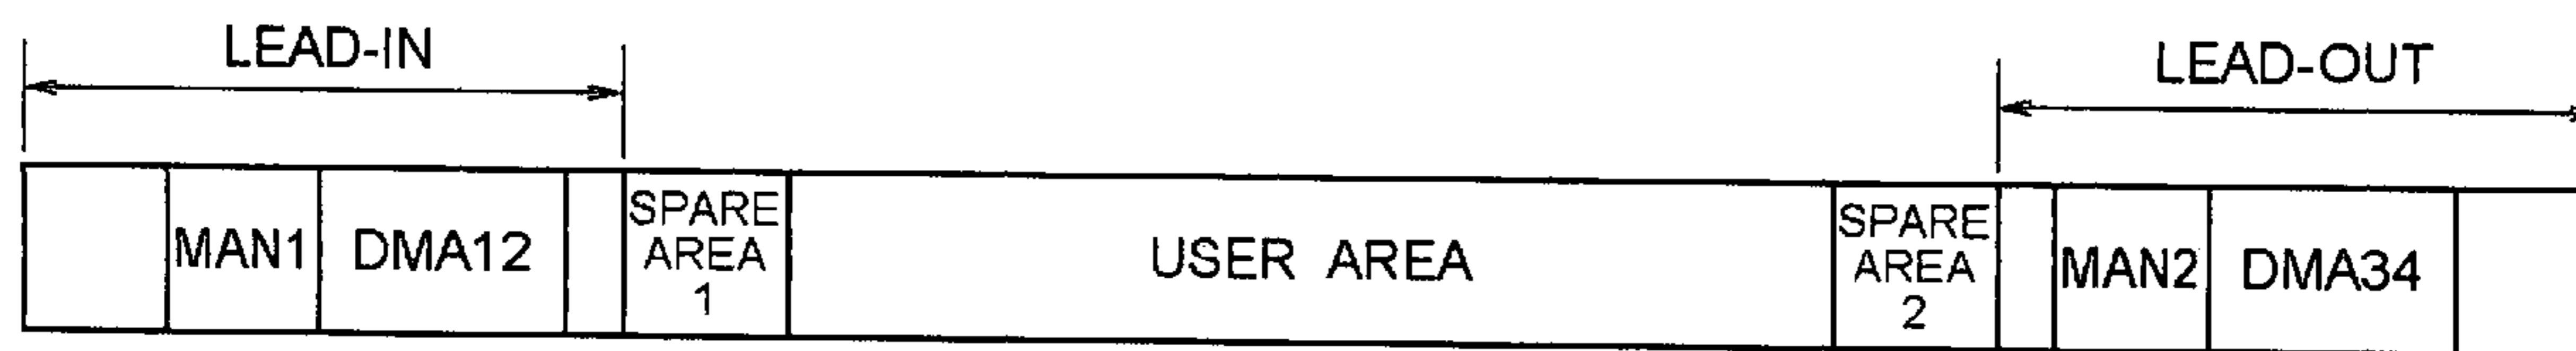 LEAD-IN
LEAD-OUT
MAN1
DMA12
SPARE
AREA
1
USER AREA
SPARE
AREA
2
MAN2
DMA34